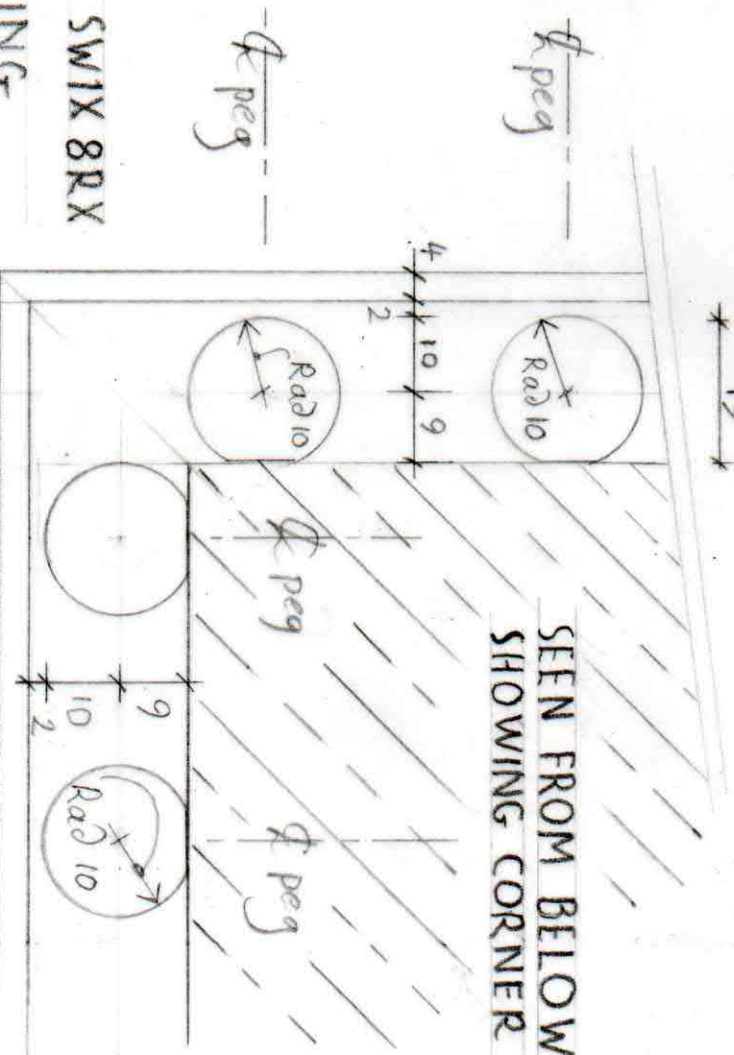 SEEN FROM BELOW
SHOWING CORNER
℄ peg
℄ peg
℄ peg
℄ peg
Rad 10
Rad 10
Rad 10
4
2
10
9
9
10
2
SW1X 8RX